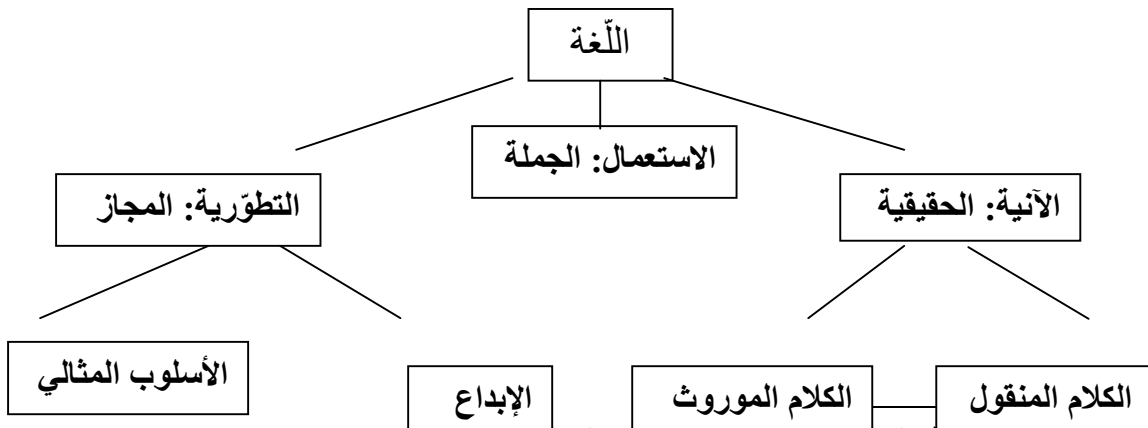 اللّغة
الاستعمال: الجملة
الآنية: الحقيقية
التطوّرية: المجاز
الكلام المنقول
الكلام الموروث
الإبداع
الأسلوب المثالي